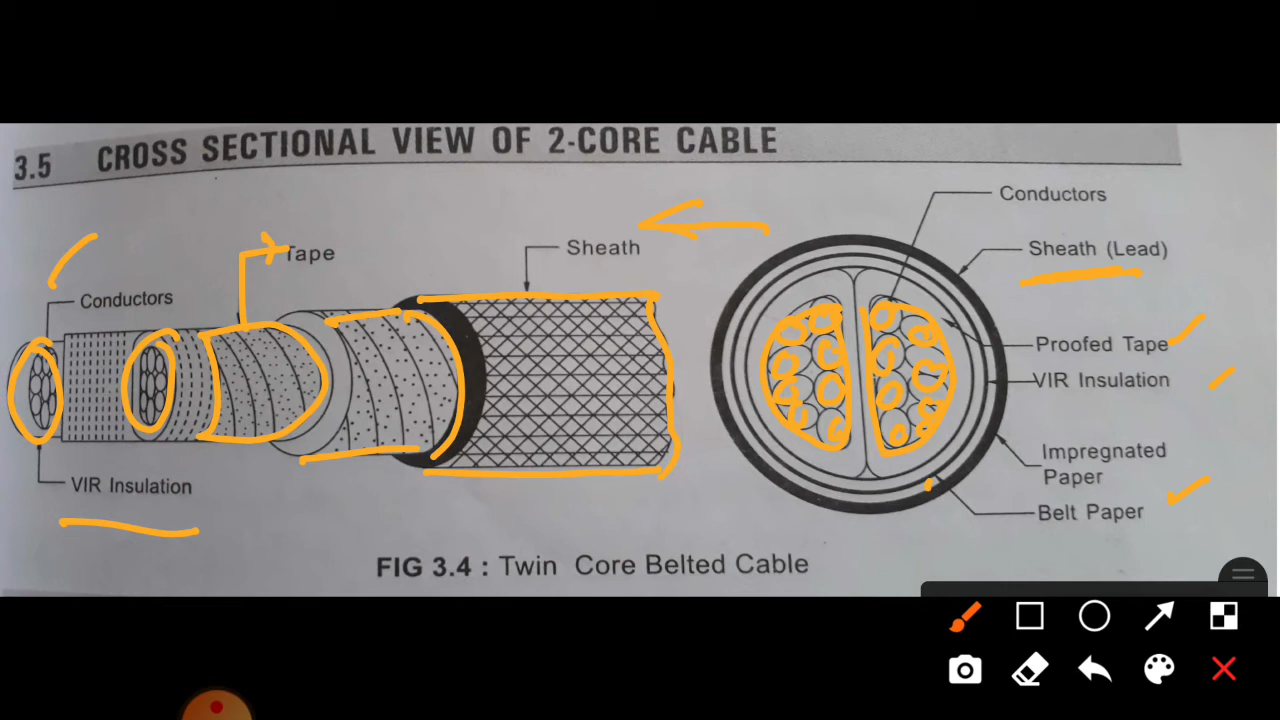 3.5 CROSS SECTIONAL VIEW OF 2-CORE CABLE
Conductors
Tape
Sheath
VIR Insulation
Conductors
Sheath (Lead)
Proofed Tape
VIR Insulation
Impregnated
Paper
Belt Paper
FIG 3.4 : Twin Core Belted Cable